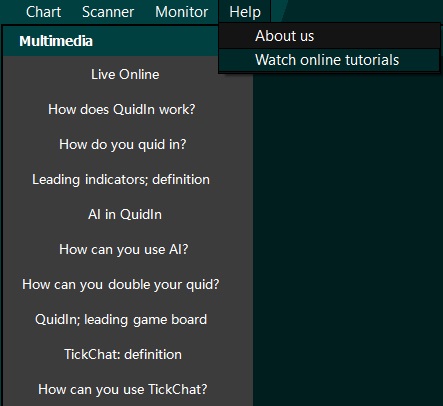 Chart Scanner Monitor Help
About us
Watch online tutorials
Multimedia
Live Online
How does QuidIn work?
How do you quid in?
Leading indicators; definition
AI in QuidIn
How can you use AI?
How can you double your quid?
QuidIn; leading game board
TickChat: definition
How can you use TickChat?